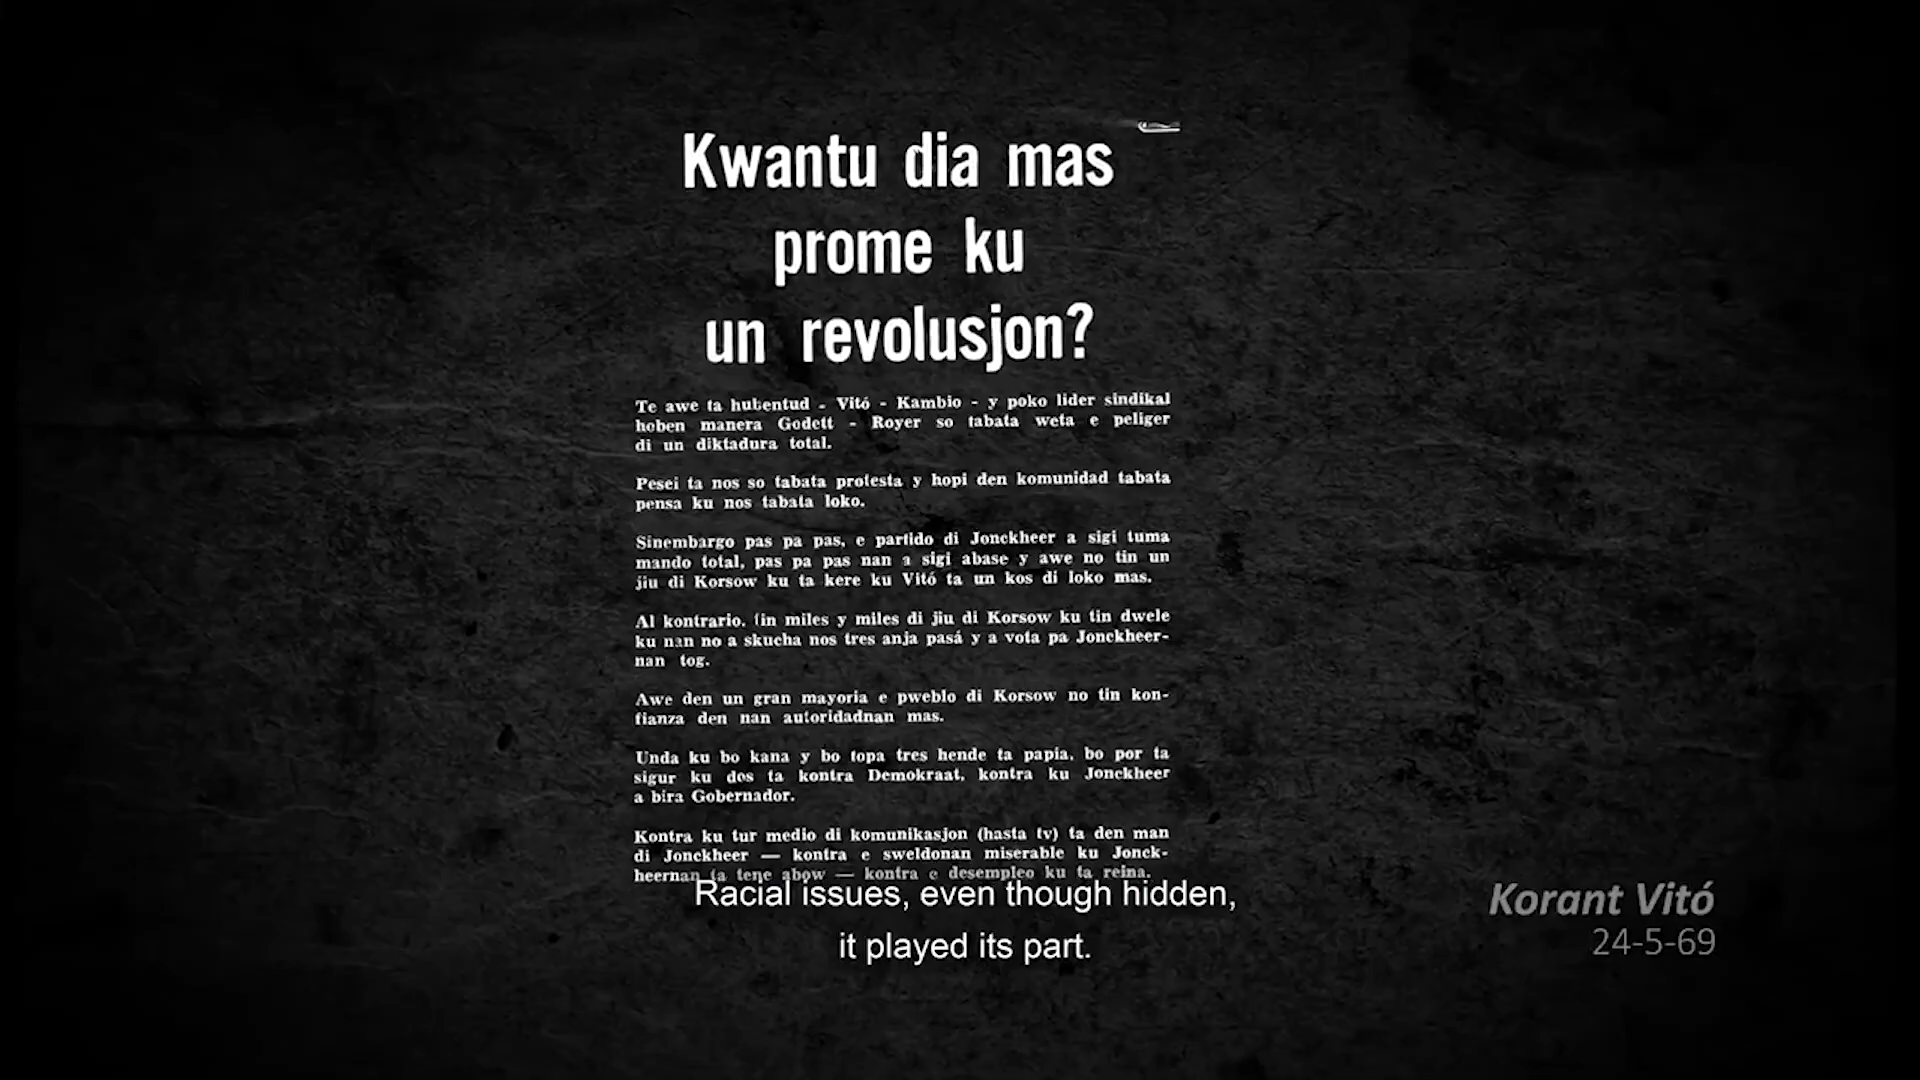 Kwantu dia mas
prome ku
un revolusjon?
Te awe ta hubentud - Vitó - Kambio - y poko lider sindikal
hoben manera Godett - Royer so tabata weta e peliger
di un diktadura total.
Pesei ta nos so tabata protesta y hopi den komunidad tabata
pensa ku nos tabata loko.
Sinembargo pas pa pas, e partido di Jonckheer a sigi tuma
mando total, pas pa pas nan a sigi abase y awe no tin un
jiu di Korsow ku ta kere ku Vitó ta un kos di loko mas.
Al kontrario. tin miles y miles di jiu di Korsow ku tin dwele
ku nan no a skucha nos tres anja pasá y a vota pa Jonckheer-
nan tog.
Awe den un gran mayoria e pweblo di Korsow no tin kon-
fianza den nan autoridadnan mas.
Unda ku bo kana y bo topa tres hende ta papia, bo por ta
sigur ku dos ta kontra Demokraat, kontra ku Jonckheer
a bira Gobernador.
Kontra ku tur medio di komunikasjon (hasta tv) ta den man
di Jonckheer — kontra e sweldonan miserable ku Jonck-
heernan ta tene abow — kontra e desempleo ku ta reina.
Racial issues, even though hidden,
it played its part.
Korant Vitó
24-5-69